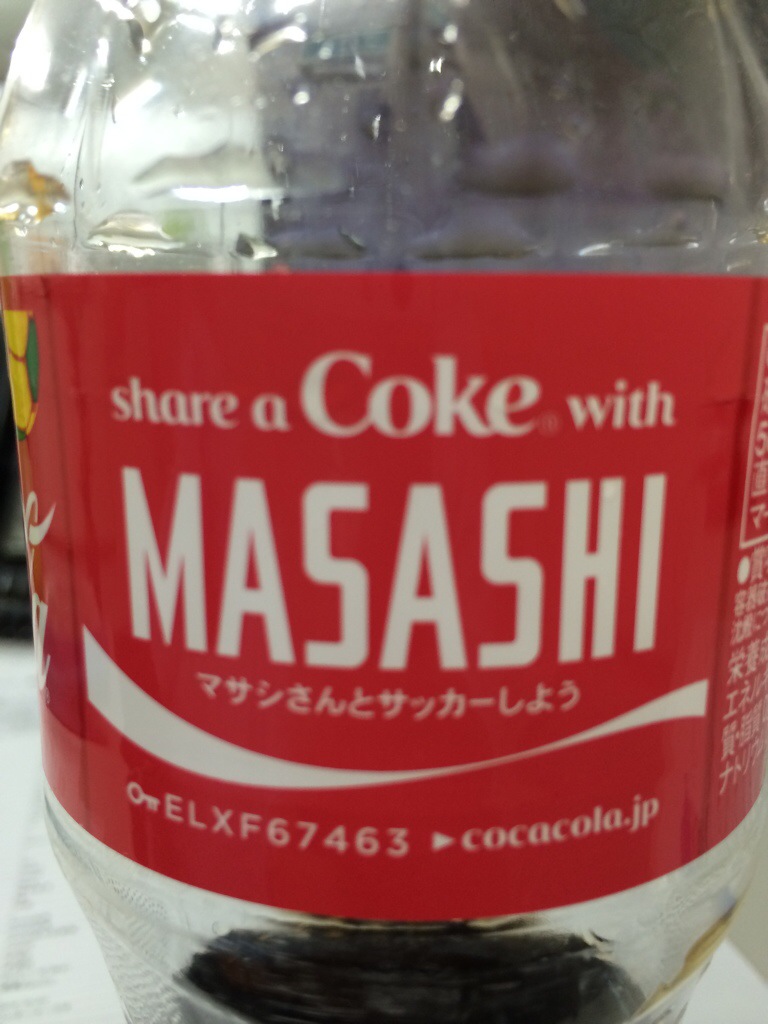 share a Coke® with
MASASHI
マサシさんとサッカーしよう
ELXF67463 ▶cocacola.jp